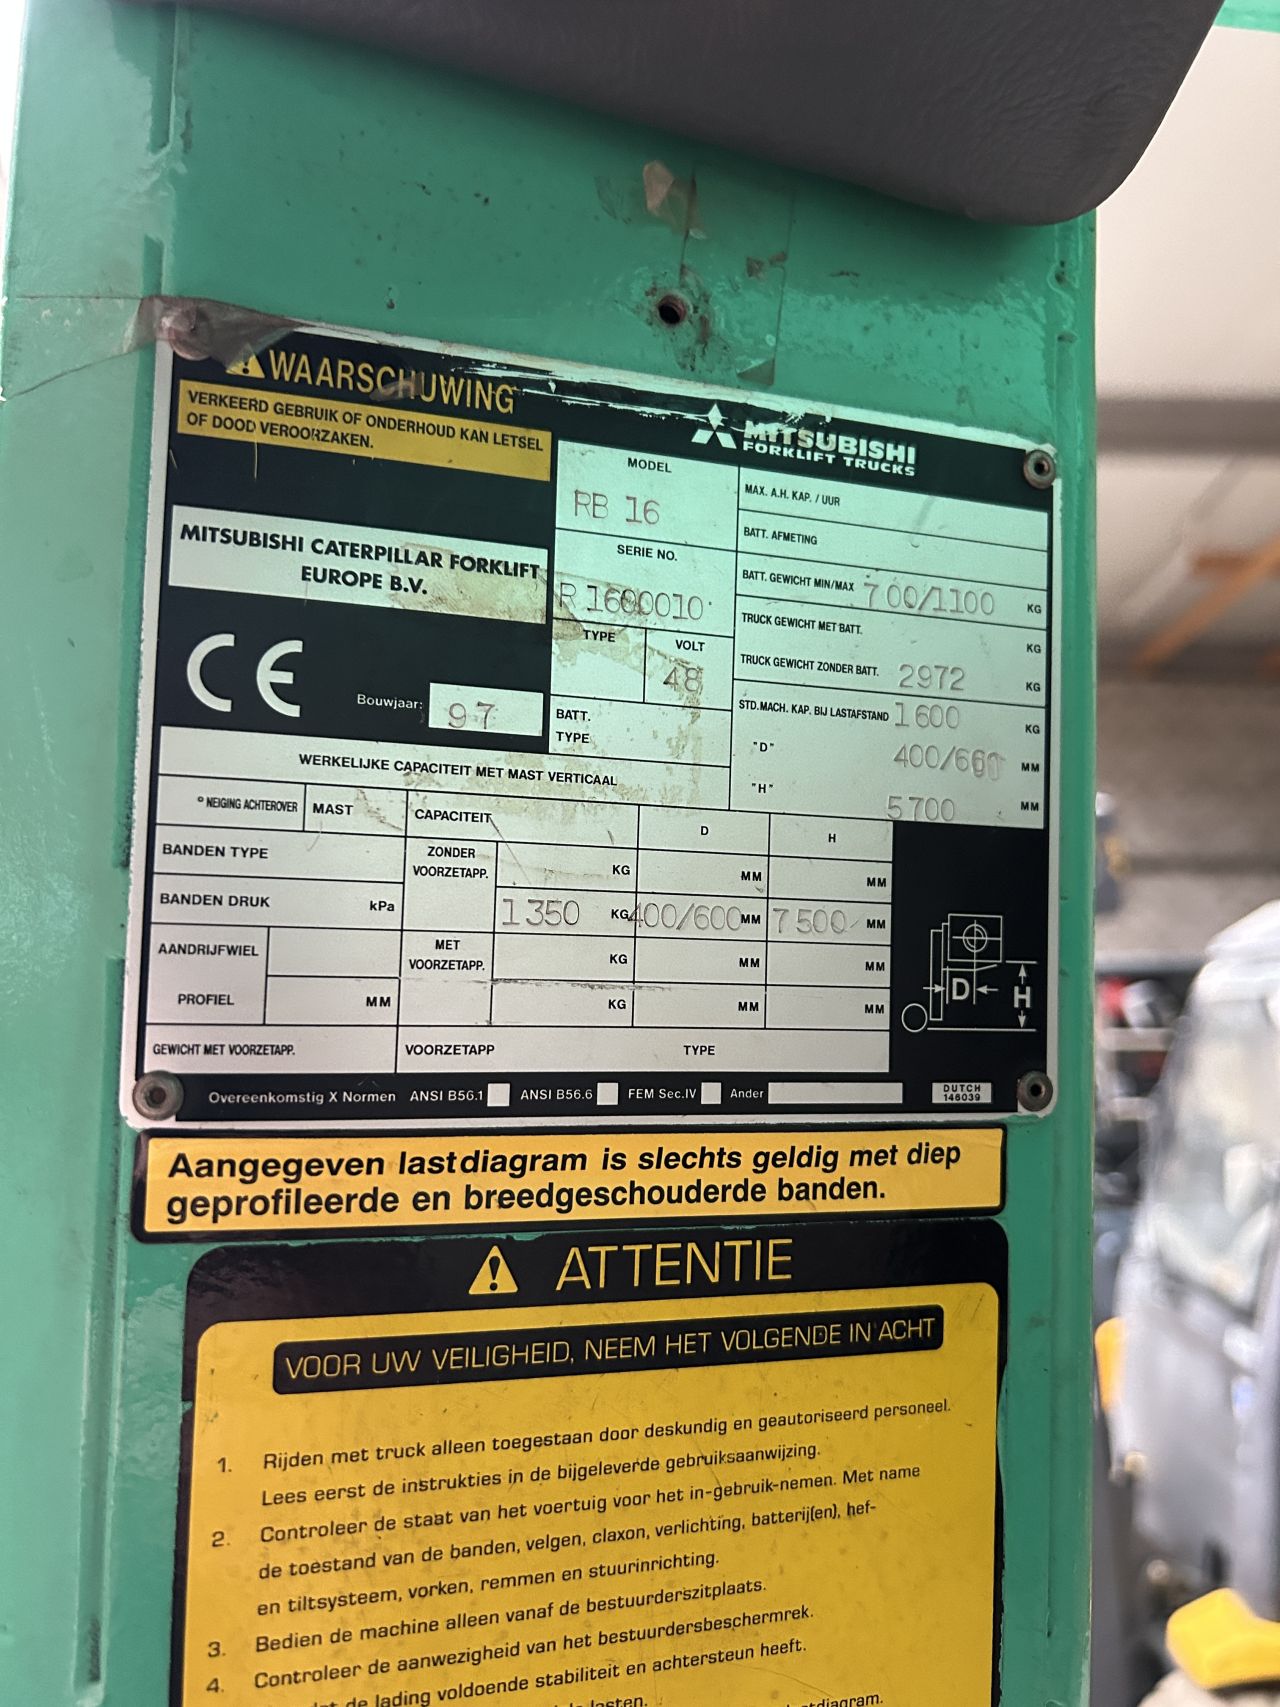 WAARSCHUWING
VERKEERD GEBRUIK OF ONDERHOUD KAN LETSEL
OF DOOD VEROORZAKEN.
MITSUBISHI
FORKLIFT TRUCKS
MITSUBISHI CATERPILLAR FORKLIFT
EUROPE B.V.
CE
Bouwjaar: 97
MODEL
RB 16
SERIE NO.
R1600010
TYPE
VOLT
48
BATT.
TYPE
MAX. A.H. KAP. / UUR
BATT. AFMETING
BATT. GEWICHT MIN/MAX 700/1100 KG
TRUCK GEWICHT MET BATT. KG
TRUCK GEWICHT ZONDER BATT. 2972 KG
STD.MACH. KAP. BIJ LASTAFSTAND 1600 KG
"D" 400/600 MM
"H" 5700 MM
WERKELIJKE CAPACITEIT MET MAST VERTICAAL
° NEIGING ACHTEROVER MAST CAPACITEIT D H
BANDEN TYPE
ZONDER
VOORZETAPP.
KG MM MM
BANDEN DRUK kPa
1350 KG 400/600 MM 7500 MM
AANDRIJFWIEL
MET
VOORZETAPP.
KG MM MM
PROFIEL MM
KG MM MM
GEWICHT MET VOORZETAPP. VOORZETAPP TYPE
D H
Overeenkomstig X Normen ANSI B56.1 ANSI B56.6 FEM Sec.IV Ander
DUTCH
146039
Aangegeven lastdiagram is slechts geldig met diep
geprofileerde en breedgeschouderde banden.
ATTENTIE
VOOR UW VEILIGHEID, NEEM HET VOLGENDE IN ACHT
1. Rijden met truck alleen toegestaan door deskundig en geautoriseerd personeel.
Lees eerst de instrukties in de bijgeleverde gebruiksaanwijzing.
2. Controleer de staat van het voertuig voor het in-gebruik-nemen. Met name
de toestand van de banden, velgen, claxon, verlichting, batterij(en), hef-
en tiltsysteem, vorken, remmen en stuurinrichting.
3. Bedien de machine alleen vanaf de bestuurderszitplaats.
4. Controleer de aanwezigheid van het bestuurdersbeschermrek.
de lading voldoende stabiliteit en achtersteun heeft.